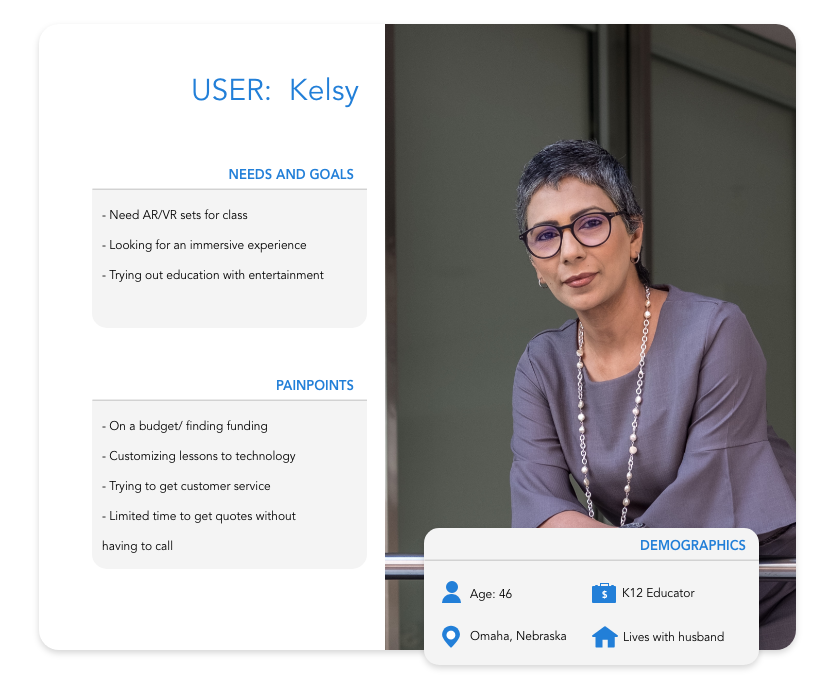 USER: Kelsy
NEEDS AND GOALS
- Need AR/VR sets for class
- Looking for an immersive experience
- Trying out education with entertainment
PAINPOINTS
- On a budget/ finding funding
- Customizing lessons to technology
- Trying to get customer service
- Limited time to get quotes without
having to call
DEMOGRAPHICS
Age: 46
$
K12 Educator
Omaha, Nebraska
Lives with husband